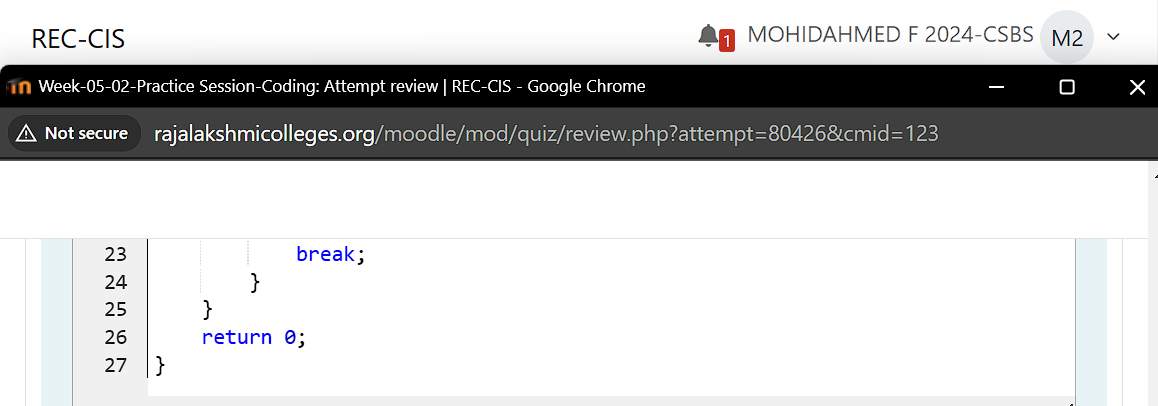 REC-CIS
1
MOHIDAHMED F 2024-CSBS
M2
Week-05-02-Practice Session-Coding: Attempt review | REC-CIS - Google Chrome
Not secure
rajalakshmicolleges.org/moodle/mod/quiz/review.php?attempt=80426&cmid=123
23 break;
24 }
25 }
26 return 0;
27 }